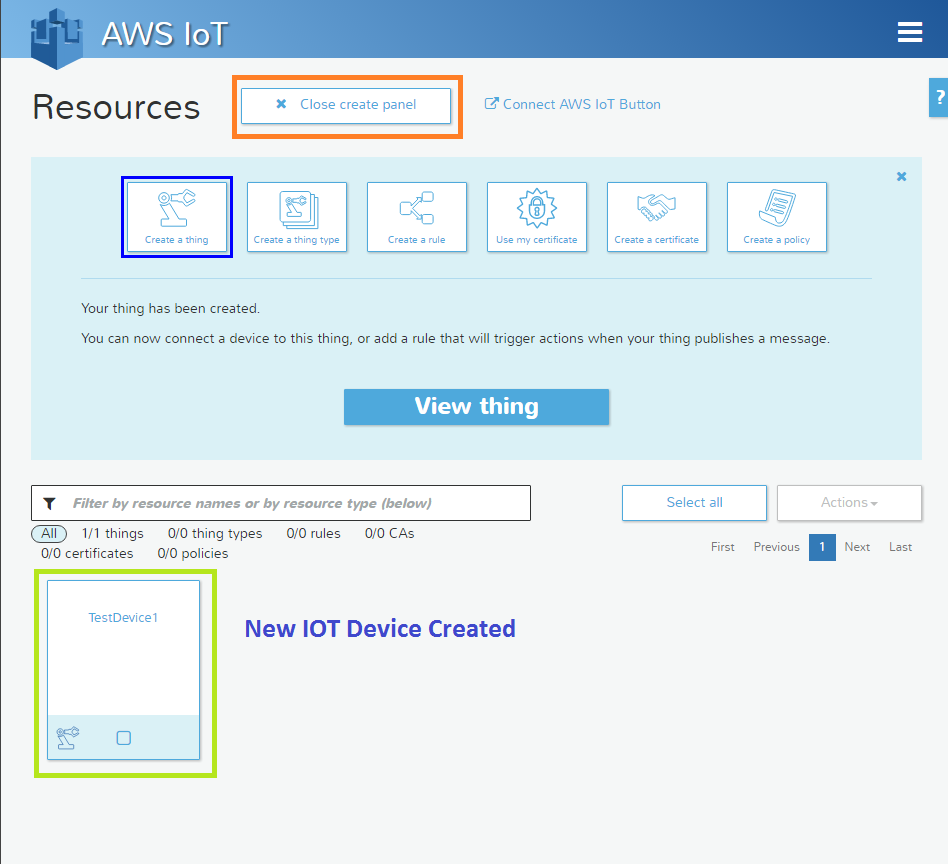 AWS IoT
Resources
✖ Close create panel
Connect AWS IoT Button
?
Create a thing
Create a thing type
Create a rule
Use my certificate
Create a certificate
Create a policy
Your thing has been created.
You can now connect a device to this thing, or add a rule that will trigger actions when your thing publishes a message.
View thing
Filter by resource names or by resource type (below)
Select all
Actions
All 1/1 things 0/0 thing types 0/0 rules 0/0 CAs
0/0 certificates 0/0 policies
First Previous 1 Next Last
TestDevice1
New IOT Device Created